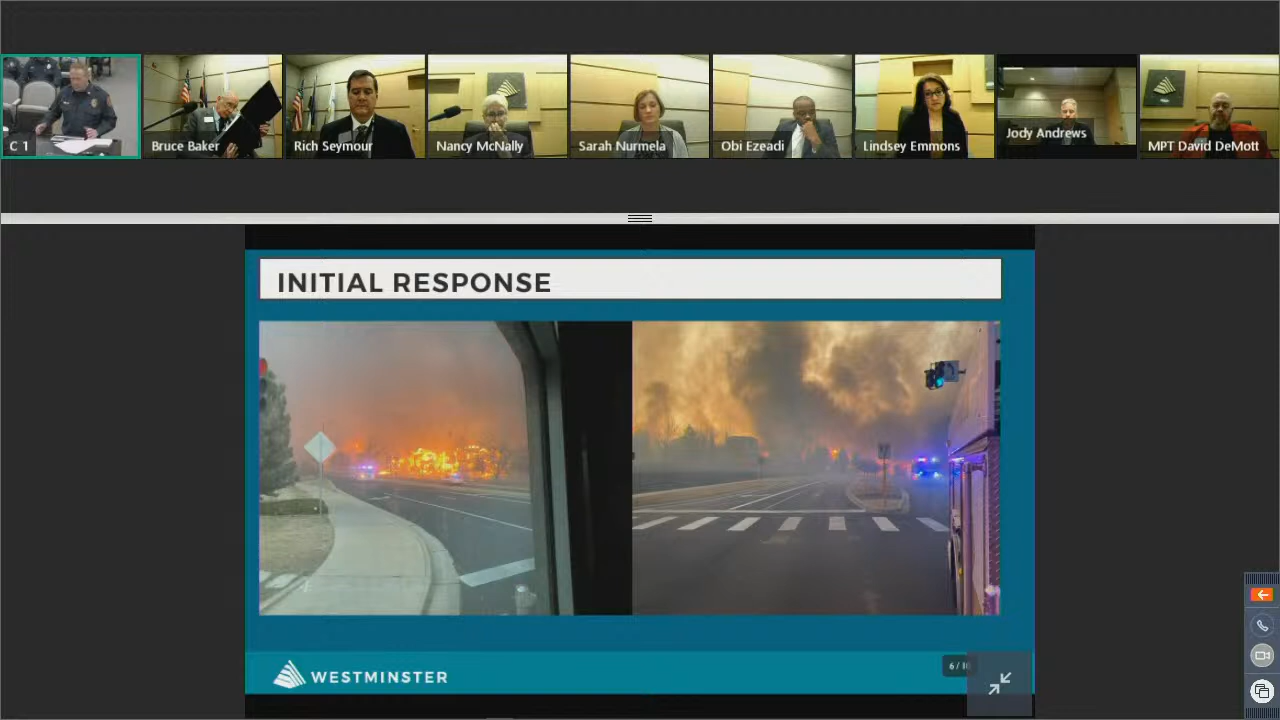 C 1
Bruce Baker
Rich Seymour
Nancy McNally
Sarah Nurmela
Obi Ezeadi
Lindsey Emmons
Jody Andrews
MPT David DeMott
INITIAL RESPONSE
WESTMINSTER